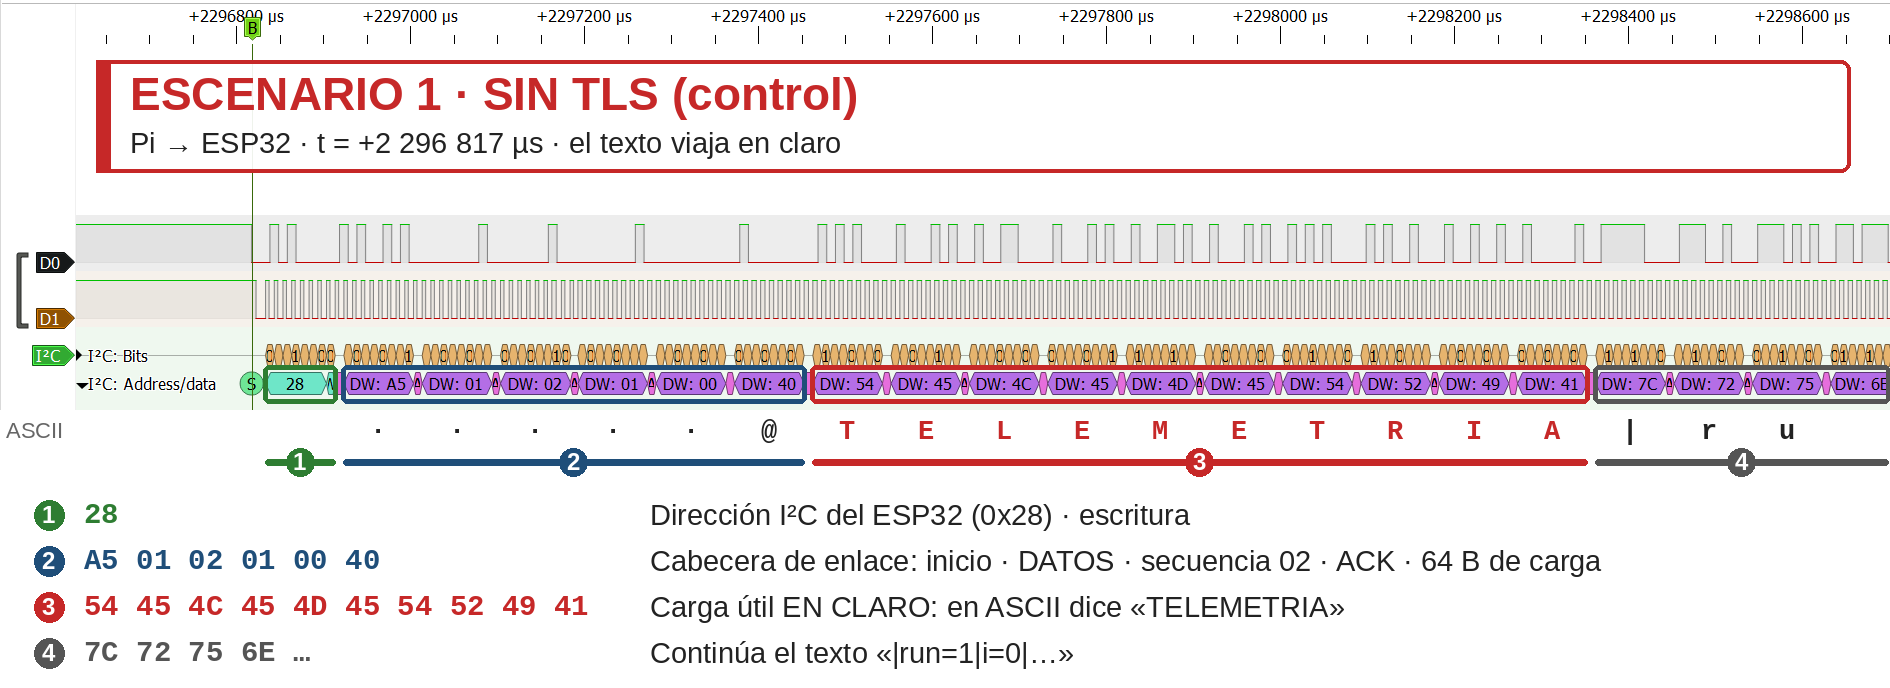 +2296800 µs +2297000 µs +2297200 µs +2297400 µs +2297600 µs +2297800 µs +2298000 µs +2298200 µs +2298400 µs +2298600 µs
B
ESCENARIO 1 · SIN TLS (control)
Pi → ESP32 · t = +2 296 817 µs · el texto viaja en claro
D0
D1
I²C I²C: Bits
I²C: Address/data S 28 DW: A5 DW: 01 DW: 02 DW: 01 DW: 00 DW: 40 DW: 54 DW: 45 DW: 4C DW: 45 DW: 4D DW: 45 DW: 54 DW: 52 DW: 49 DW: 41 DW: 7C DW: 72 DW: 75 DW: 6E
ASCII · · · · · @ T E L E M E T R I A | r u
1 2 3 4
1 28 Dirección I²C del ESP32 (0x28) · escritura
2 A5 01 02 01 00 40 Cabecera de enlace: inicio · DATOS · secuencia 02 · ACK · 64 B de carga
3 54 45 4C 45 4D 45 54 52 49 41 Carga útil EN CLARO: en ASCII dice «TELEMETRIA»
4 7C 72 75 6E … Continúa el texto «|run=1|i=0|…»